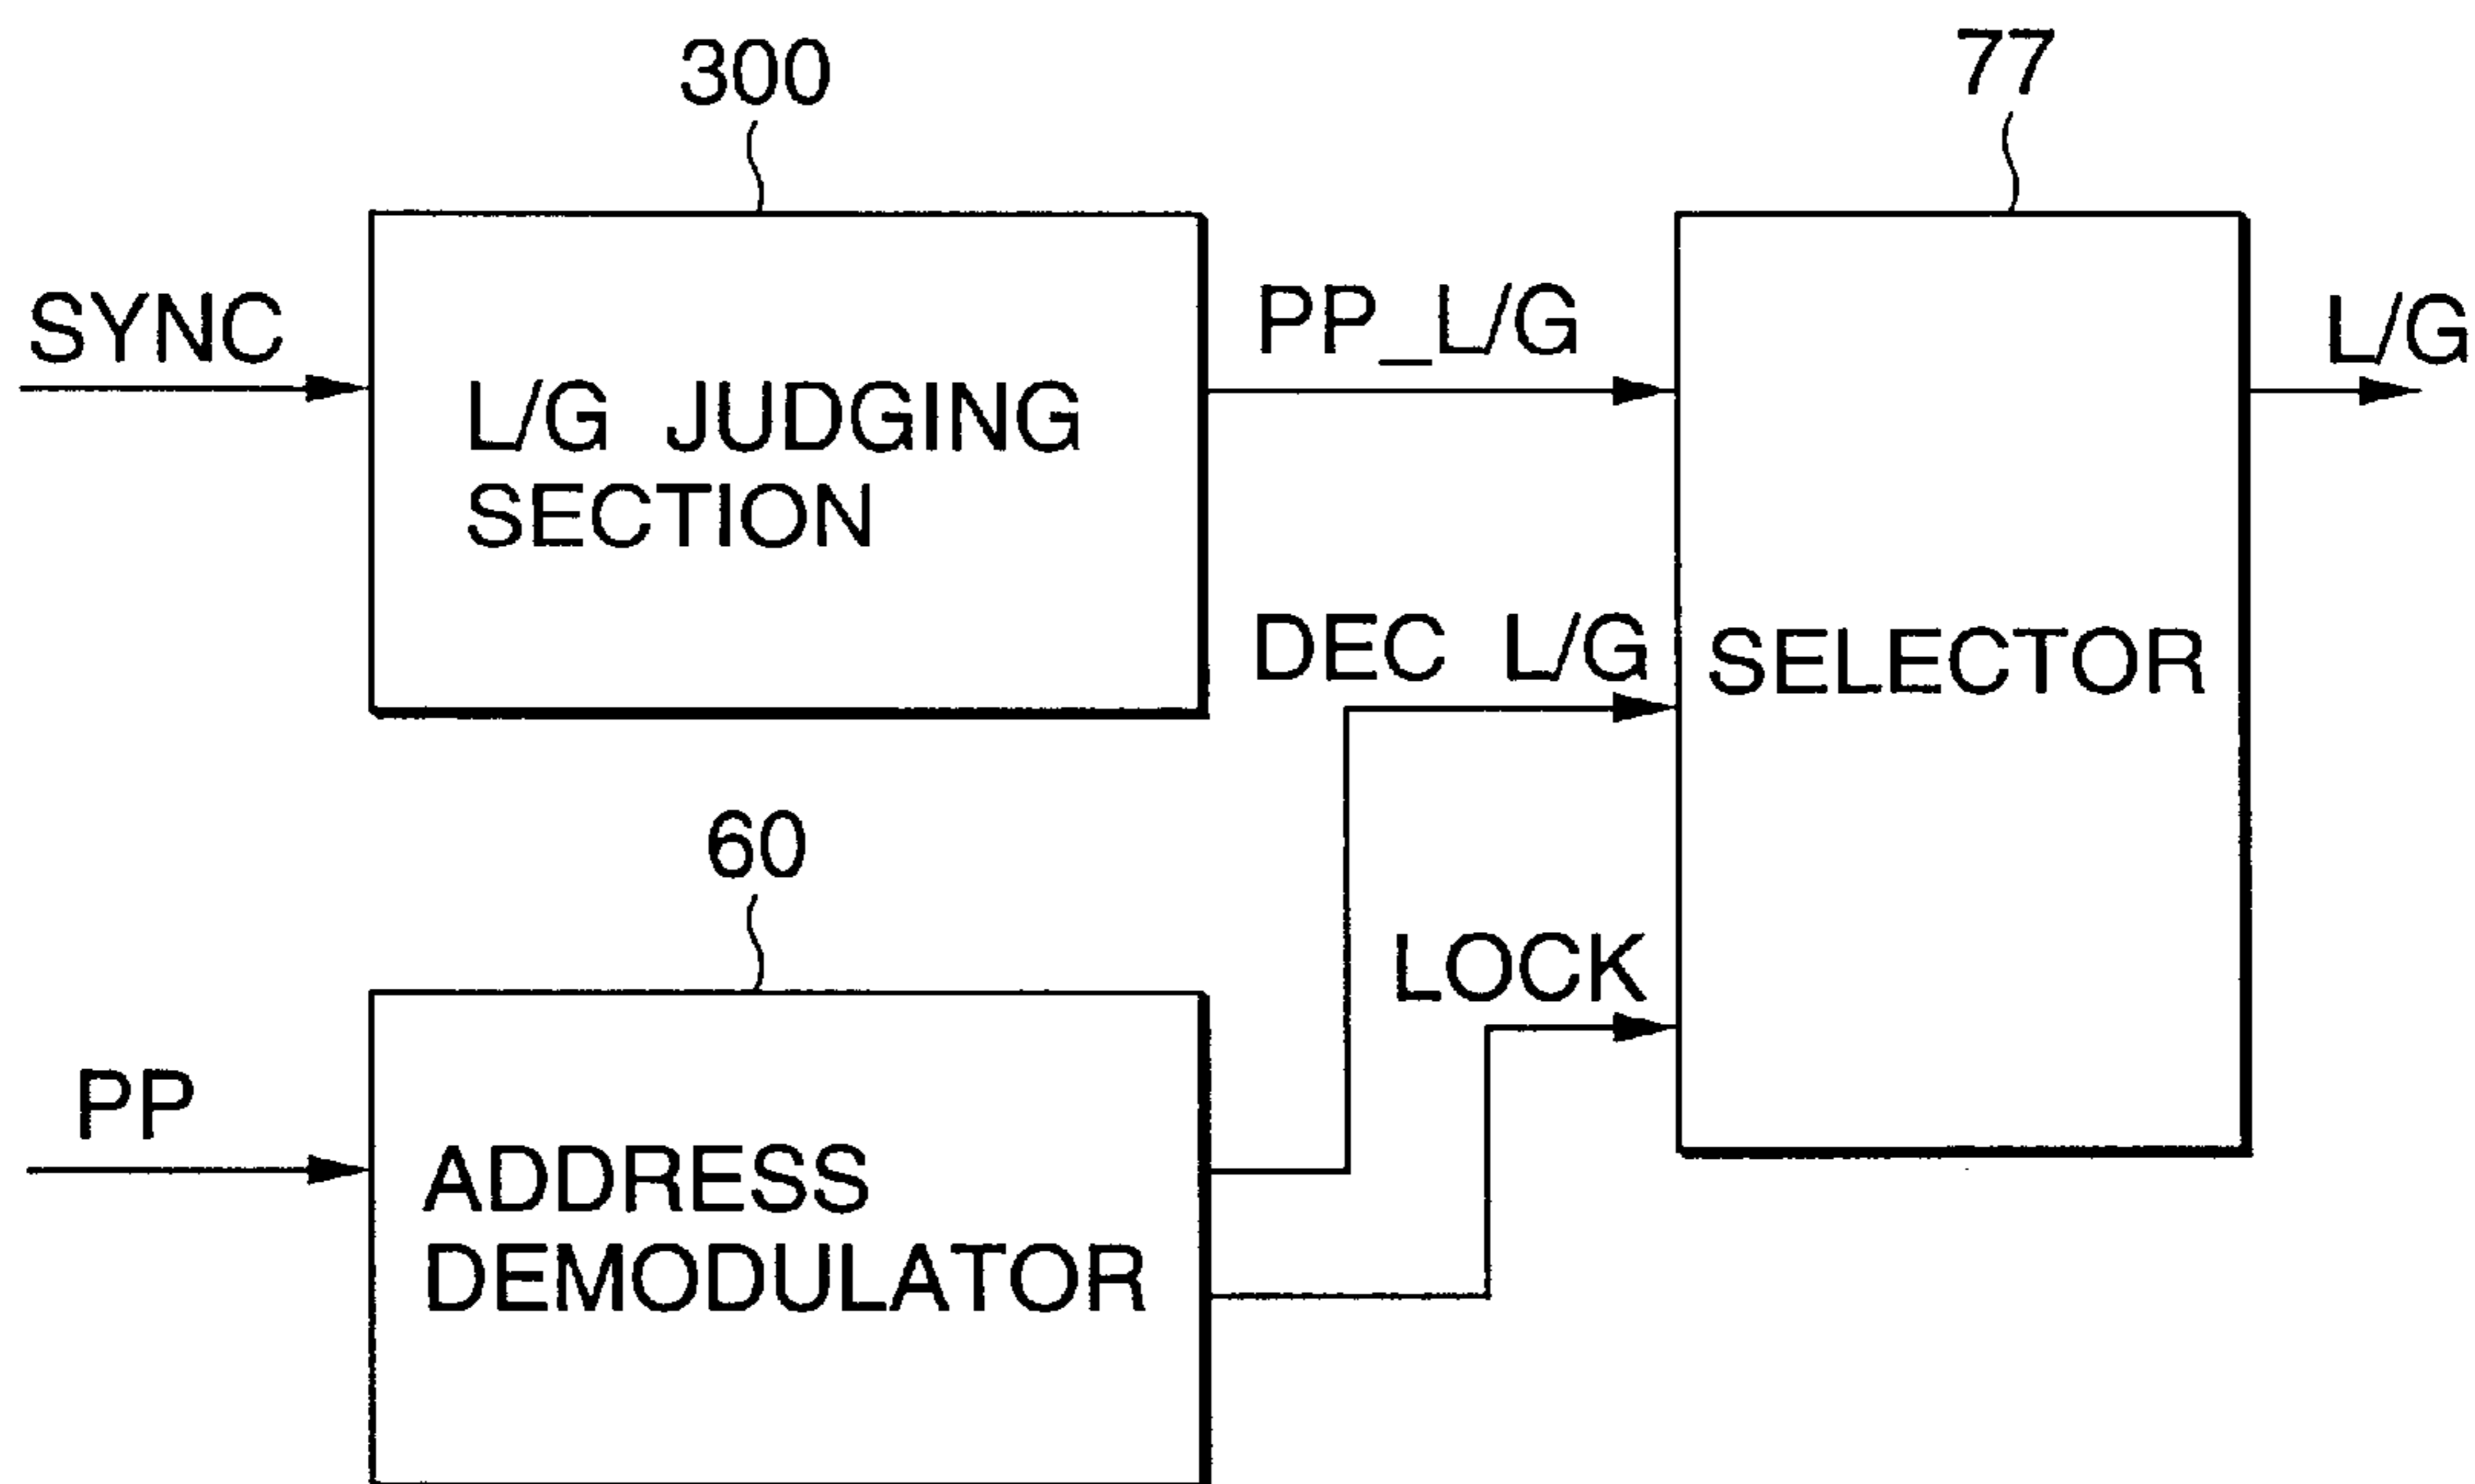 300
77
SYNC
L/G JUDGING
SECTION
PP_L/G
L/G
DEC L/G
SELECTOR
60
LOCK
PP
ADDRESS
DEMODULATOR